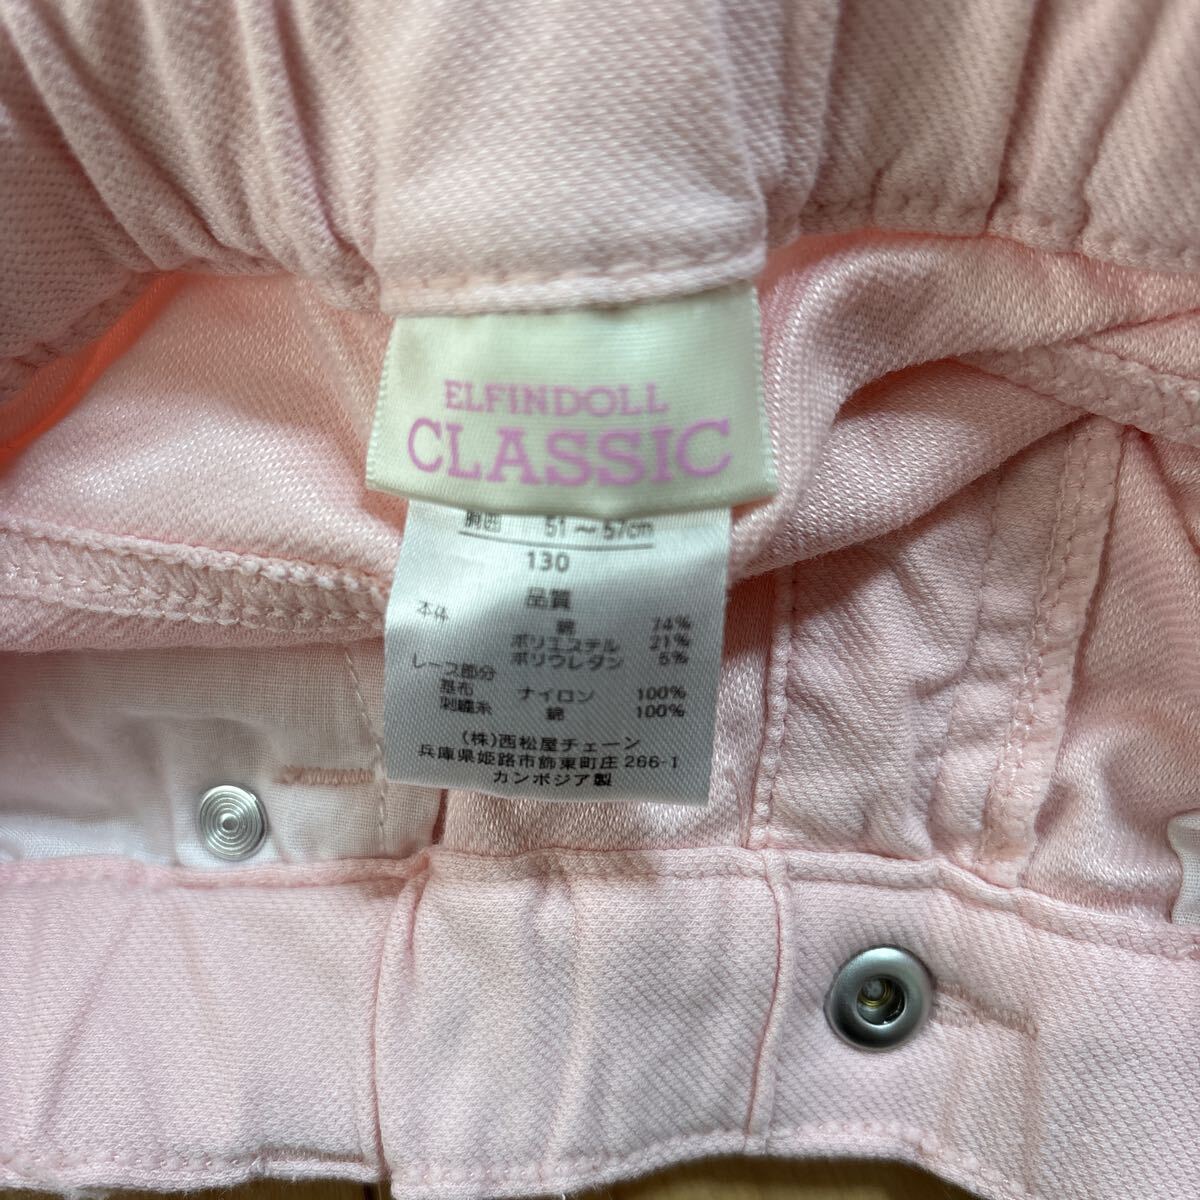 ELFINDOLL
CLASSIC
胴囲 51～57cm
130
品質
本体
綿 74%
ポリエステル 21%
ポリウレタン 5%
レース部分
基布 ナイロン 100%
刺繍糸 綿 100%
(株)西松屋チェーン
兵庫県姫路市飾東町庄266-1
カンボジア製